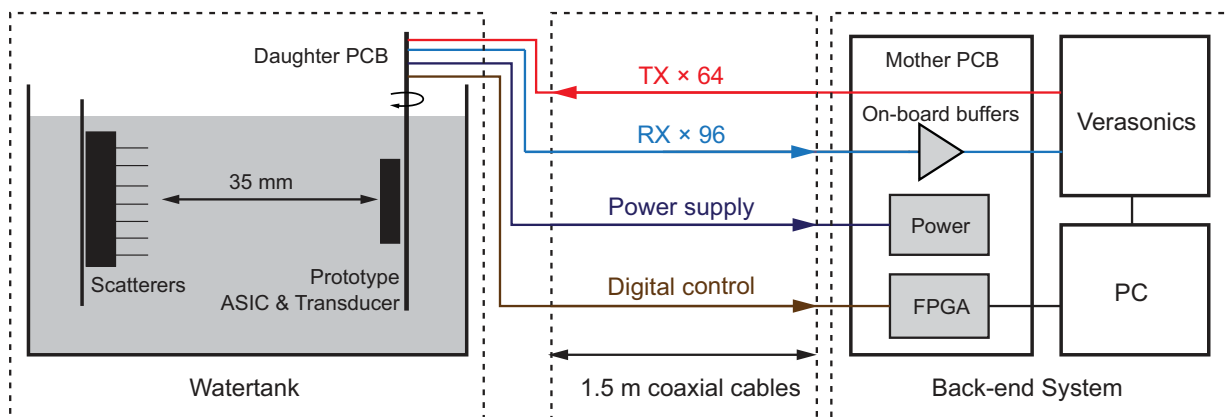 Daughter PCB
35 mm
Scatterers
Prototype
ASIC & Transducer
Watertank
TX × 64
RX × 96
Power supply
Digital control
1.5 m coaxial cables
Mother PCB
On-board buffers
Power
FPGA
Verasonics
PC
Back-end System